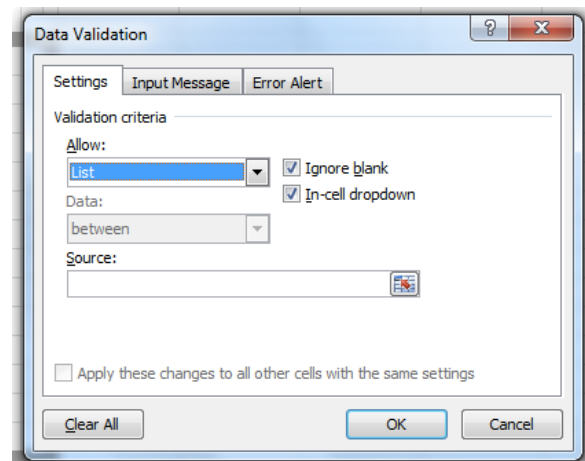 Data Validation
Settings Input Message Error Alert
Validation criteria
Allow:
List
Ignore blank
Data:
In-cell dropdown
between
Source:
Apply these changes to all other cells with the same settings
Clear All OK Cancel